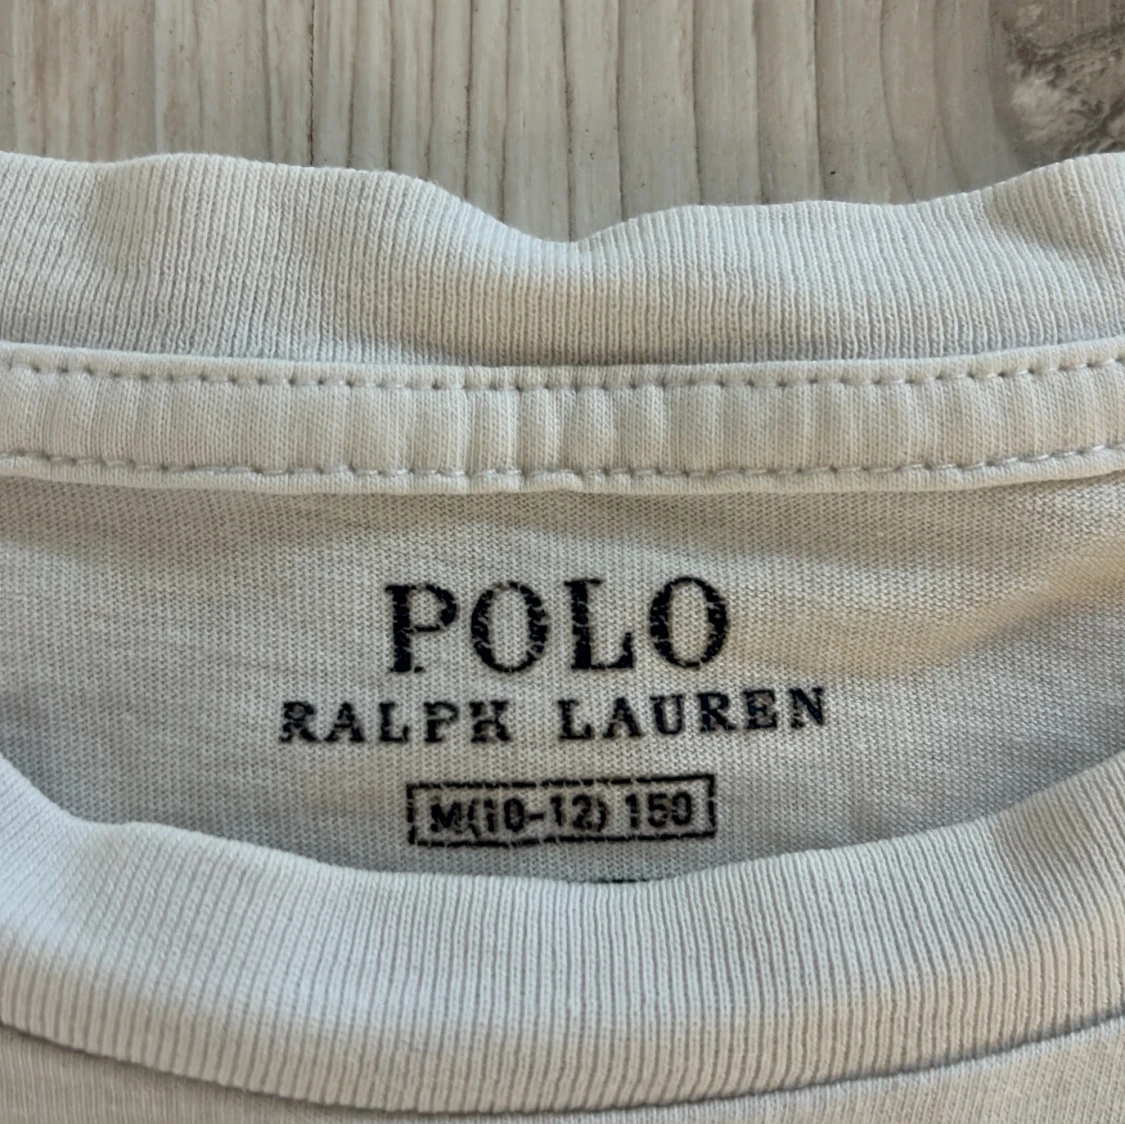 POLO
RALPH LAUREN
M(10-12) 150